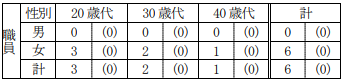 職員 性別 20歳代 30歳代 40歳代 計
男 0 (0) 0 (0) 0 (0) 0 (0)
女 3 (0) 2 (0) 1 (0) 6 (0)
計 3 (0) 2 (0) 1 (0) 6 (0)